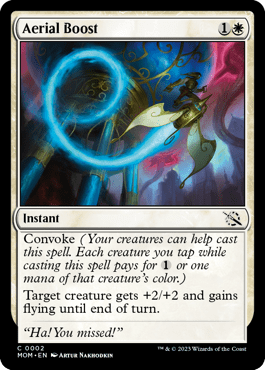 Aerial Boost 1
Instant
Convoke (Your creatures can help cast
this spell. Each creature you tap while
casting this spell pays for 1 or one
mana of that creature's color.)
Target creature gets +2/+2 and gains
flying until end of turn.
“Ha! You missed!”
C 0002
MOM • EN Artur Nakhodkin
™ & © 2023 Wizards of the Coast